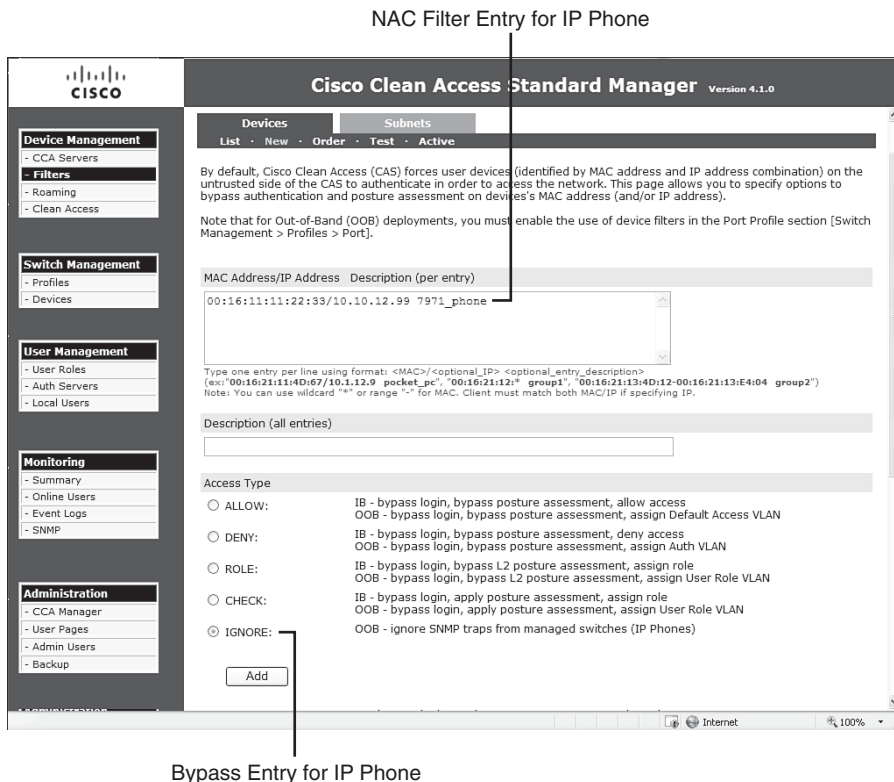 NAC Filter Entry for IP Phone
CISCO
Cisco Clean Access Standard Manager Version 4.1.0
Devices Subnets
List · New · Order · Test · Active
Device Management
- CCA Servers
- Filters
- Roaming
- Clean Access
By default, Cisco Clean Access (CAS) forces user devices (identified by MAC address and IP address combination) on the
untrusted side of the CAS to authenticate in order to access the network. This page allows you to specify options to
bypass authentication and posture assessment on devices's MAC address (and/or IP address).
Note that for Out-of-Band (OOB) deployments, you must enable the use of device filters in the Port Profile section [Switch
Management > Profiles > Port].
Switch Management
- Profiles
- Devices
MAC Address/IP Address Description (per entry)
00:16:11:11:22:33/10.10.12.99 7971_phone
Type one entry per line using format: <MAC>/<optional_IP> <optional_entry_description>
(ex:"00:16:21:11:4D:67/10.1.12.9 pocket_pc", "00:16:21:12:* group1", "00:16:21:13:4D:12-00:16:21:13:E4:04 group2")
Note: You can use wildcard "*" or range "-" for MAC. Client must match both MAC/IP if specifying IP.
User Management
- User Roles
- Auth Servers
- Local Users
Description (all entries)
Monitoring
- Summary
- Online Users
- Event Logs
- SNMP
Access Type
ALLOW: IB - bypass login, bypass posture assessment, allow access
OOB - bypass login, bypass posture assessment, assign Default Access VLAN
DENY: IB - bypass login, bypass posture assessment, deny access
OOB - bypass login, bypass posture assessment, assign Auth VLAN
ROLE: IB - bypass login, bypass L2 posture assessment, assign role
OOB - bypass login, bypass L2 posture assessment, assign User Role VLAN
CHECK: IB - bypass login, apply posture assessment, assign role
OOB - bypass login, apply posture assessment, assign User Role VLAN
IGNORE: OOB - ignore SNMP traps from managed switches (IP Phones)
Add
Administration
- CCA Manager
- User Pages
- Admin Users
- Backup
Internet 100%
Bypass Entry for IP Phone